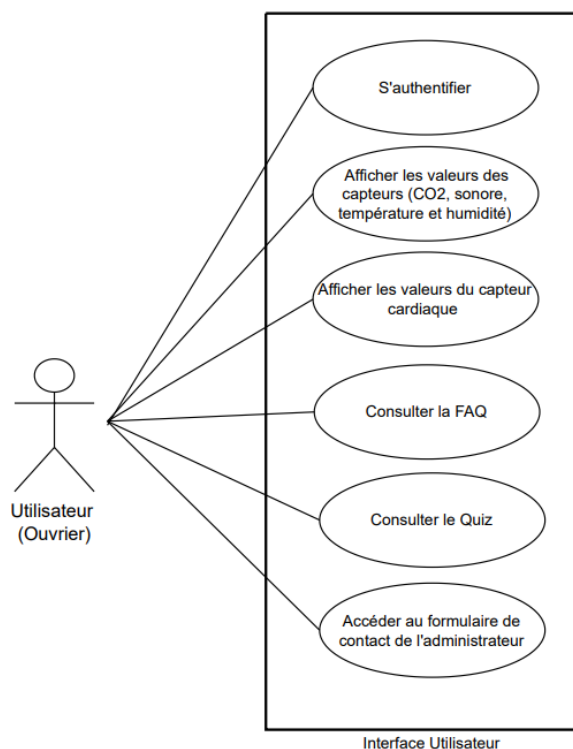 S'authentifier
Afficher les valeurs des
capteurs (CO2, sonore,
température et humidité)
Afficher les valeurs du capteur
cardiaque
Consulter la FAQ
Consulter le Quiz
Accéder au formulaire de
contact de l'administrateur
Utilisateur
(Ouvrier)
Interface Utilisateur